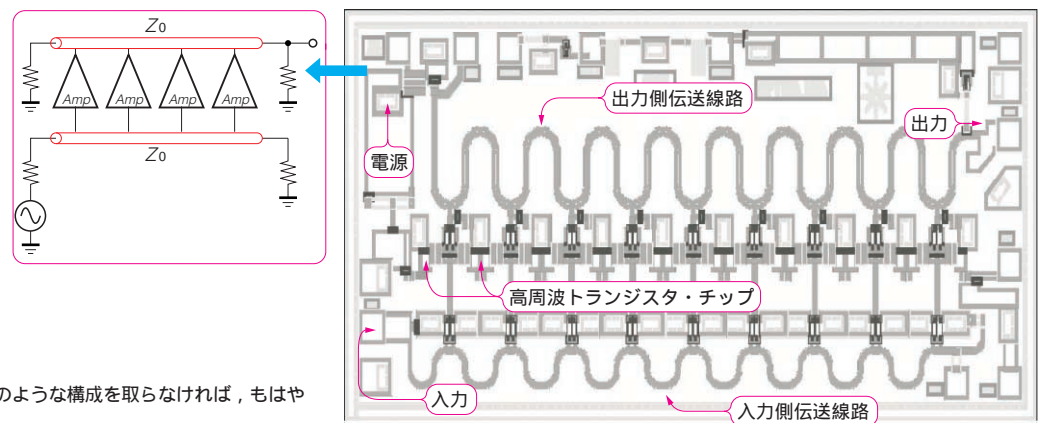 Z0
Amp
Amp
Amp
Amp
Z0
出力側伝送線路
出力
電源
高周波トランジスタ・チップ
入力
入力側伝送線路
のような構成を取らなければ，もはや